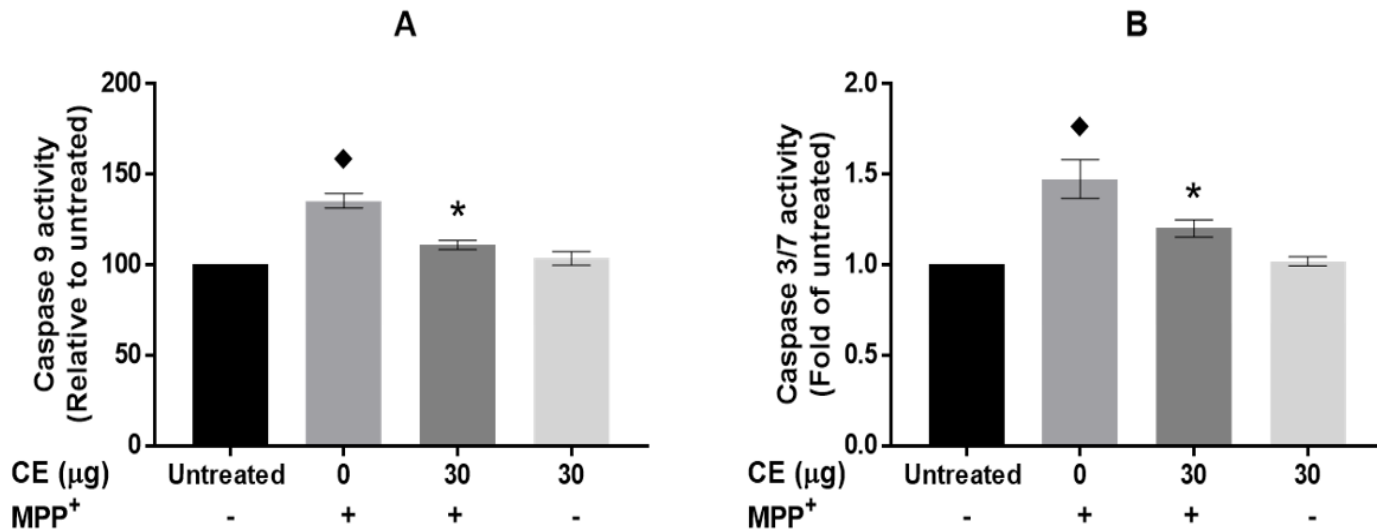 A
Caspase 9 activity
(Relative to untreated)
200
150
100
50
0
◆
*
CE (µg) Untreated 0 30 30
MPP+ - + + -
B
Caspase 3/7 activity
(Fold of untreated)
2.0
1.5
1.0
0.5
0.0
◆
*
CE (µg) Untreated 0 30 30
MPP+ - + + -